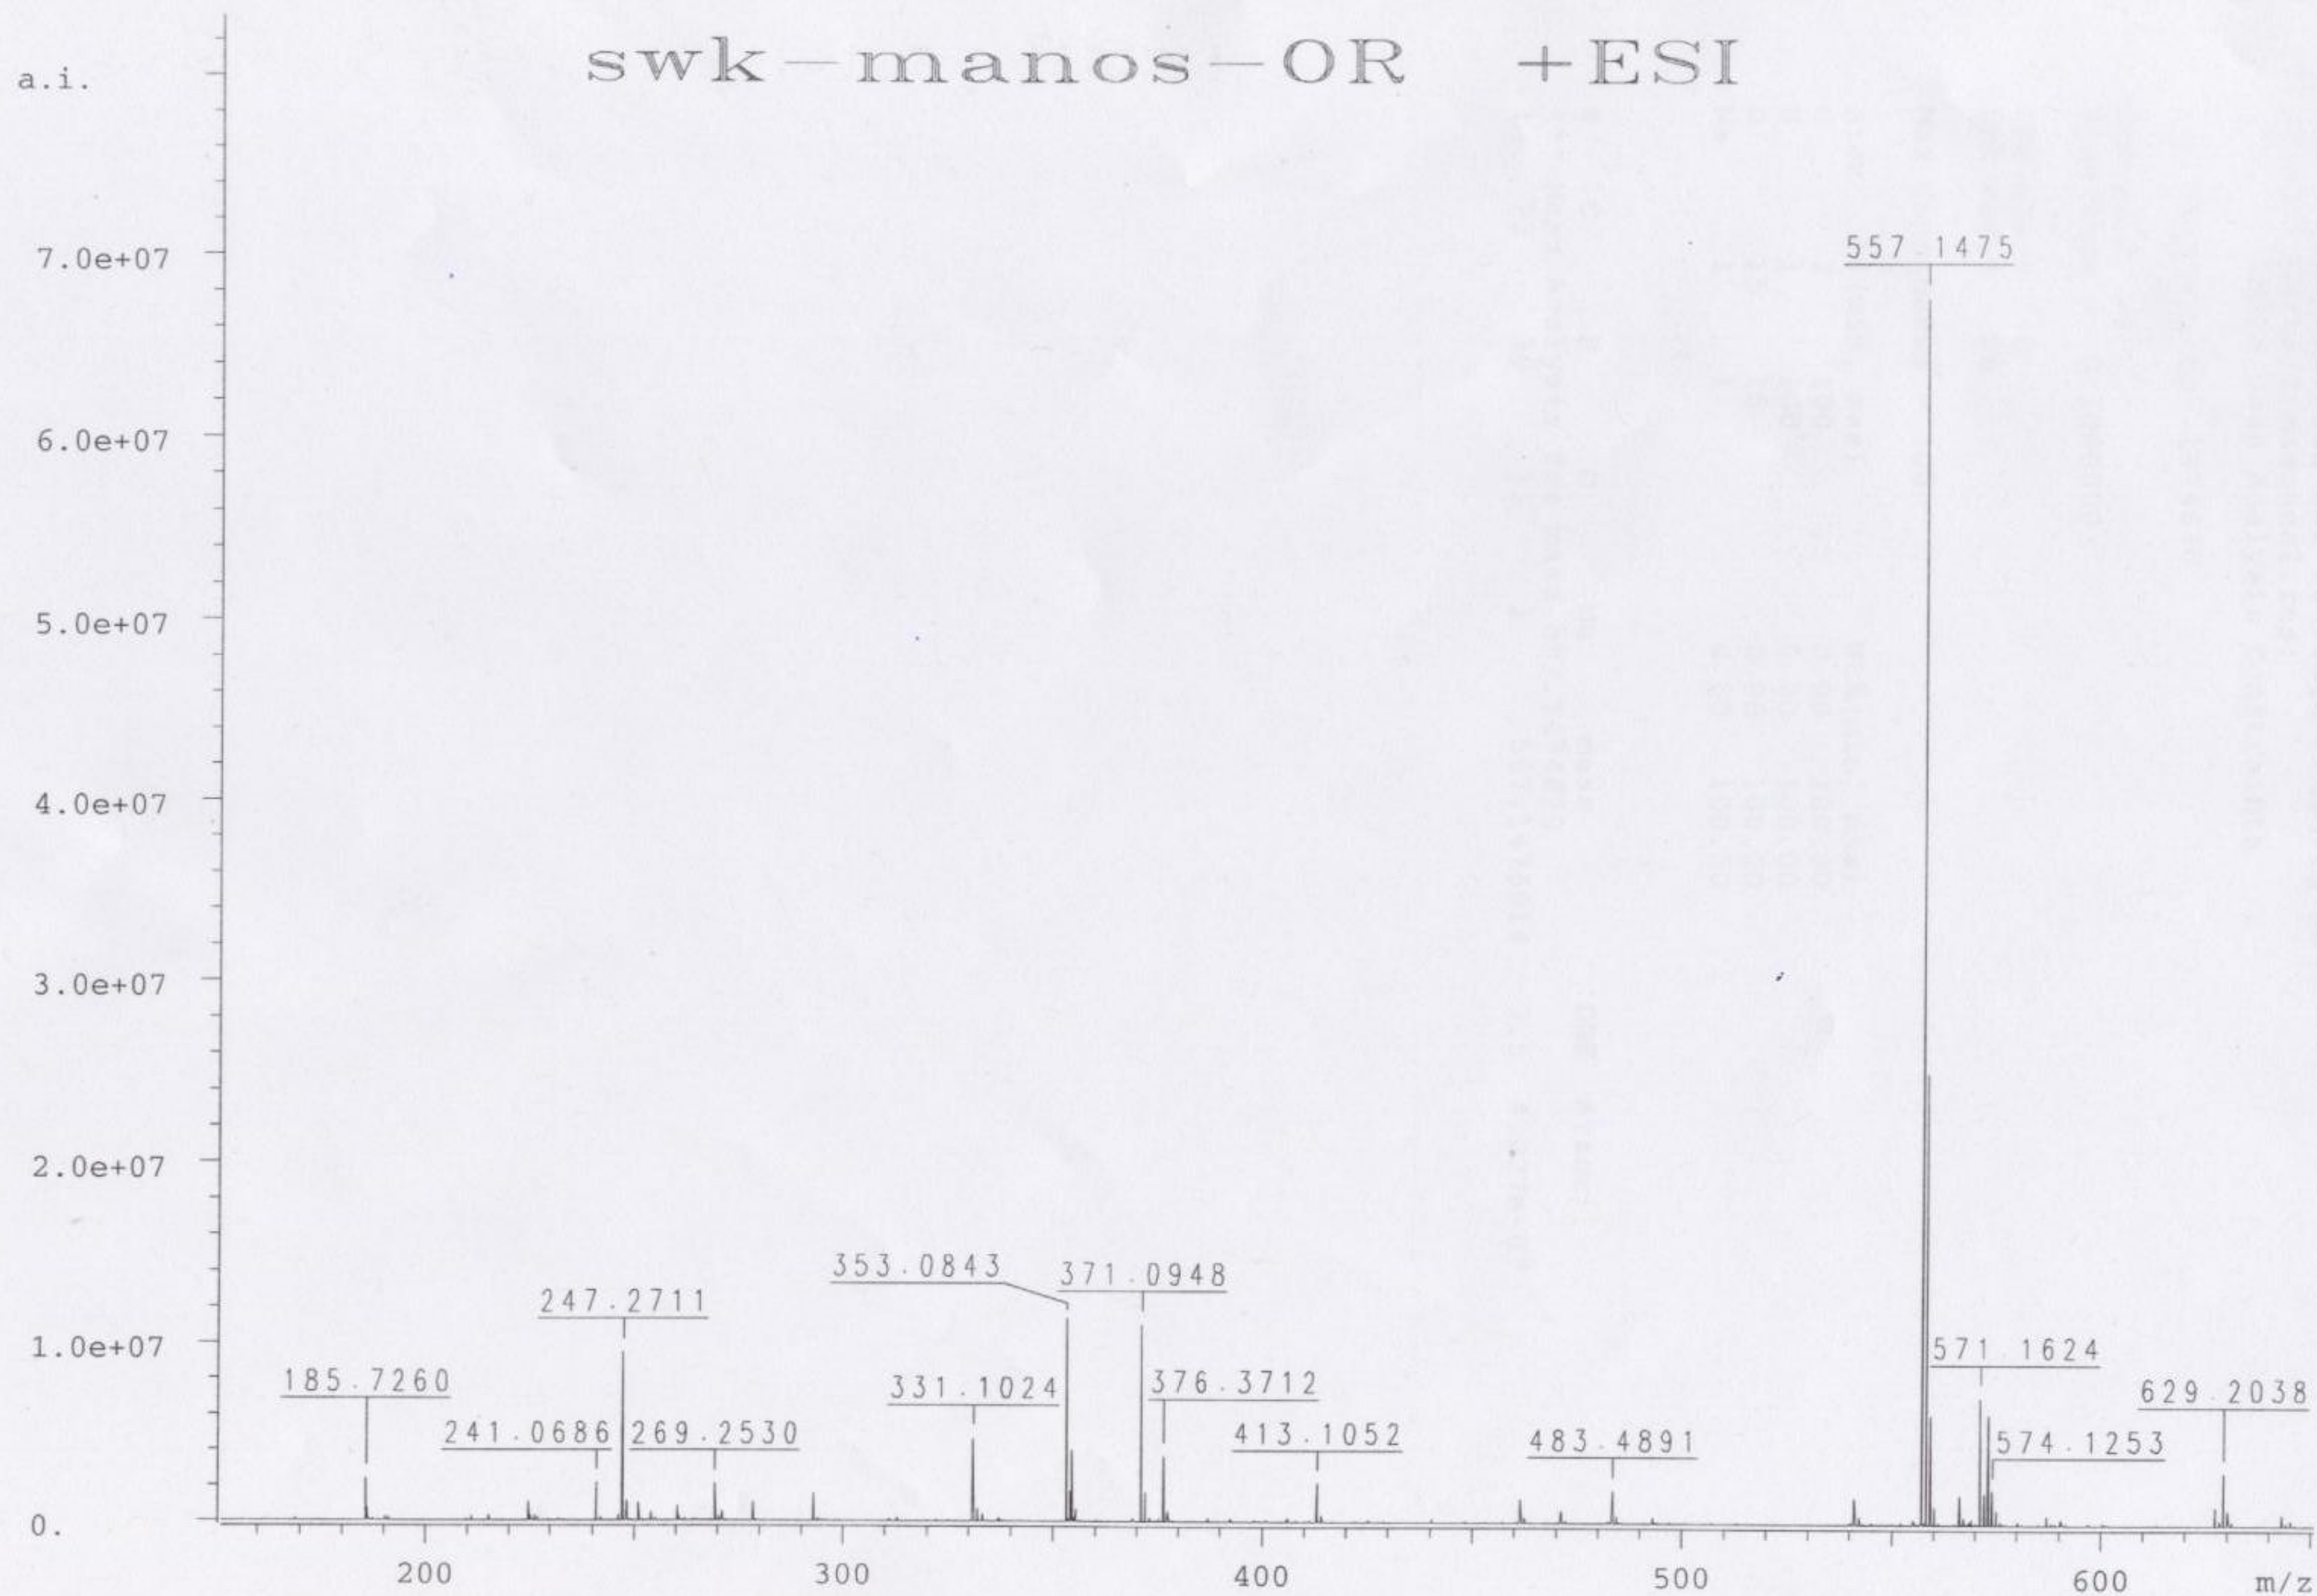 swk-manos-OR +ESI
a.i.
557.1475
7.0e+07
6.0e+07
5.0e+07
4.0e+07
3.0e+07
2.0e+07
353.0843 371.0948
247.2711
1.0e+07
571.1624
185.7260
331.1024 376.3712
629.2038
241.0686 269.2530
413.1052
483.4891
574.1253
0.
200 300 400 500 600 m/z